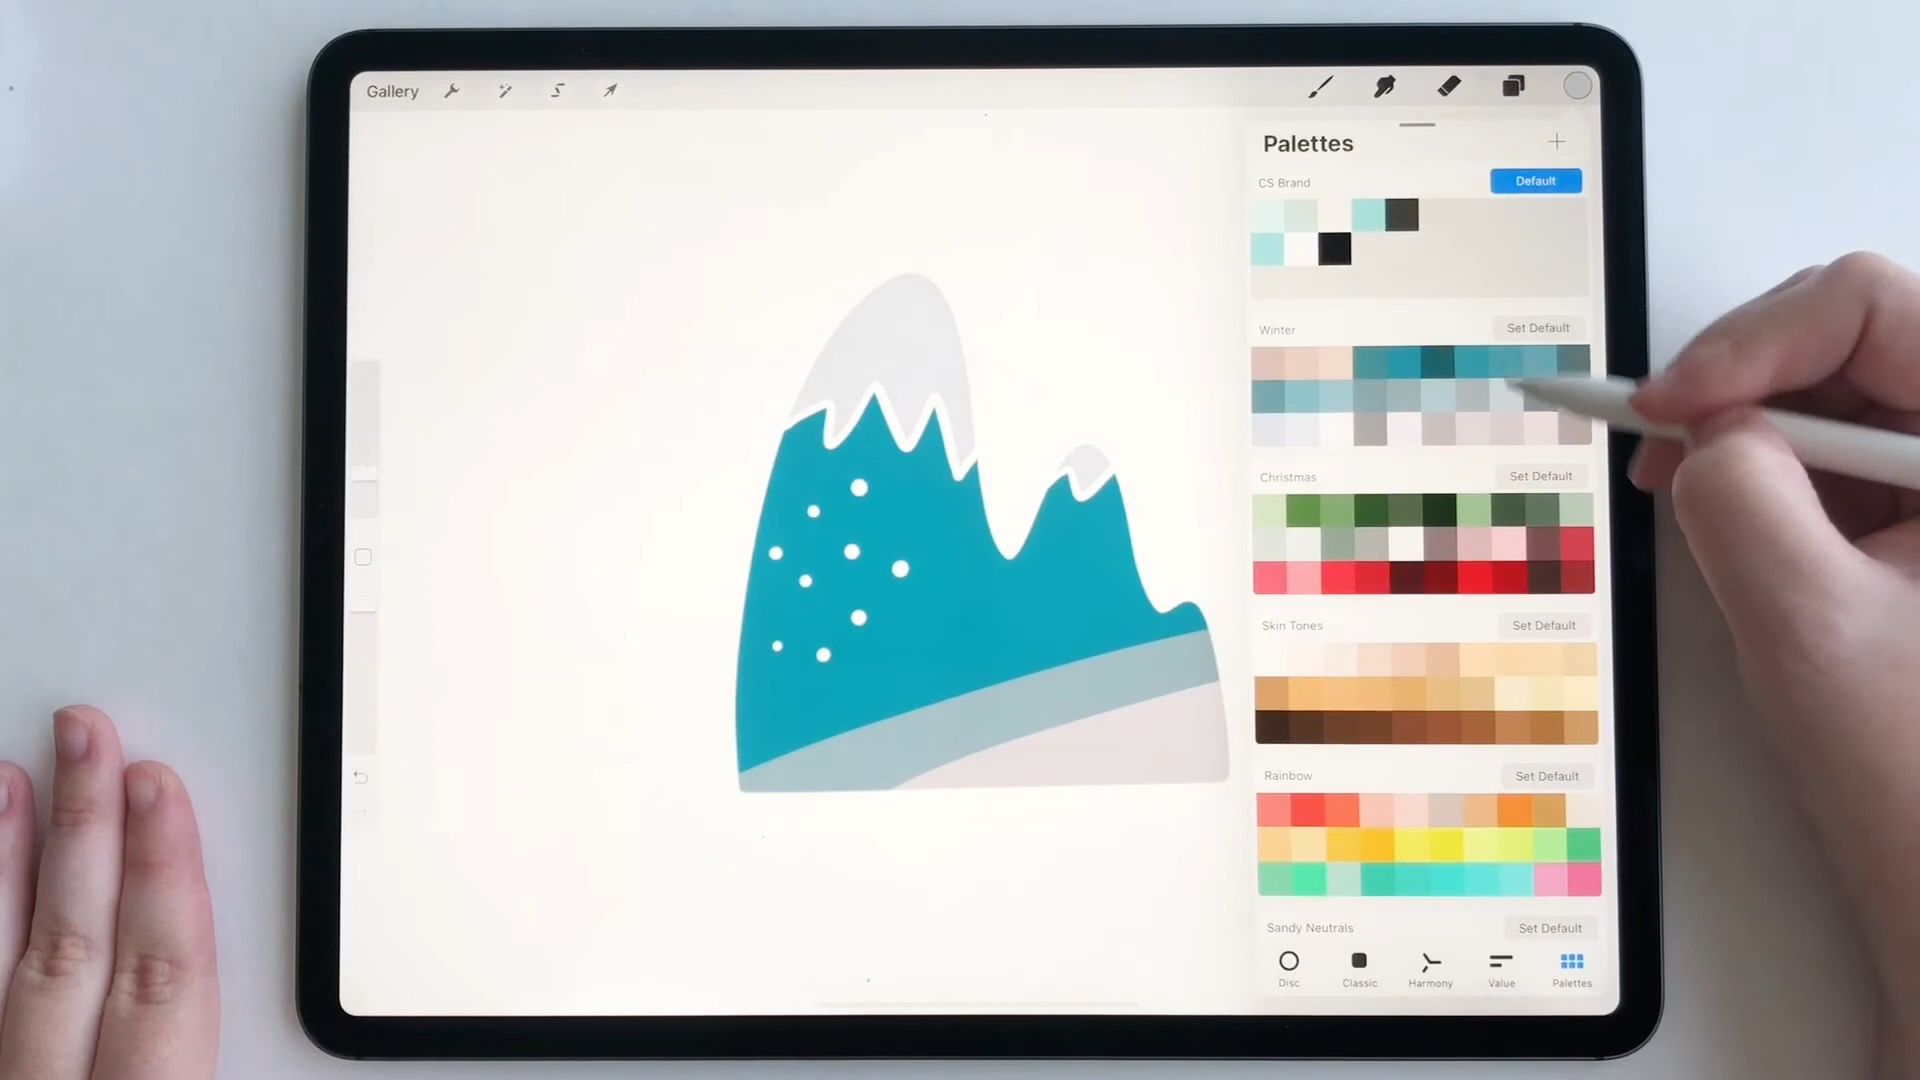 Gallery
Palettes
CS Brand
Default
Winter
Set Default
Christmas
Set Default
Skin Tones
Set Default
Rainbow
Set Default
Sandy Neutrals
Set Default
Disc
Classic
Harmony
Value
Palettes